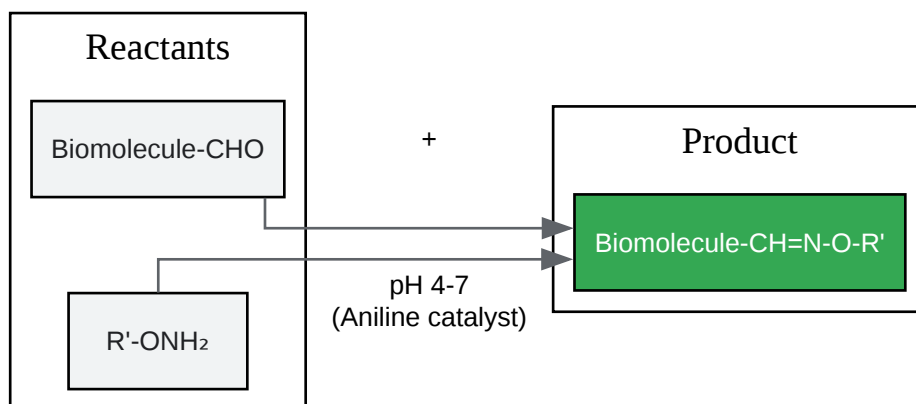 Reactants
Biomolecule-CHO
R'-ONH₂
+
pH 4-7
(Aniline catalyst)
Product
Biomolecule-CH=N-O-R'